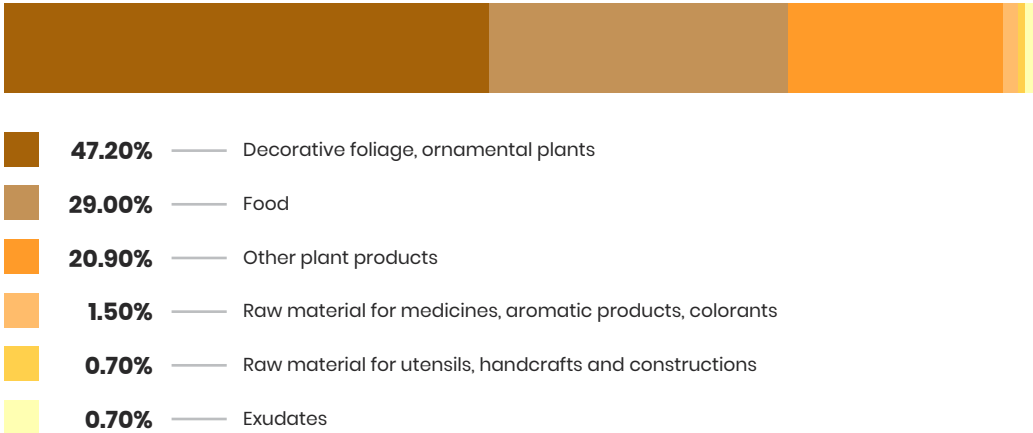 47.20% Decorative foliage, ornamental plants
29.00% Food
20.90% Other plant products
1.50% Raw material for medicines, aromatic products, colorants
0.70% Raw material for utensils, handcrafts and constructions
0.70% Exudates